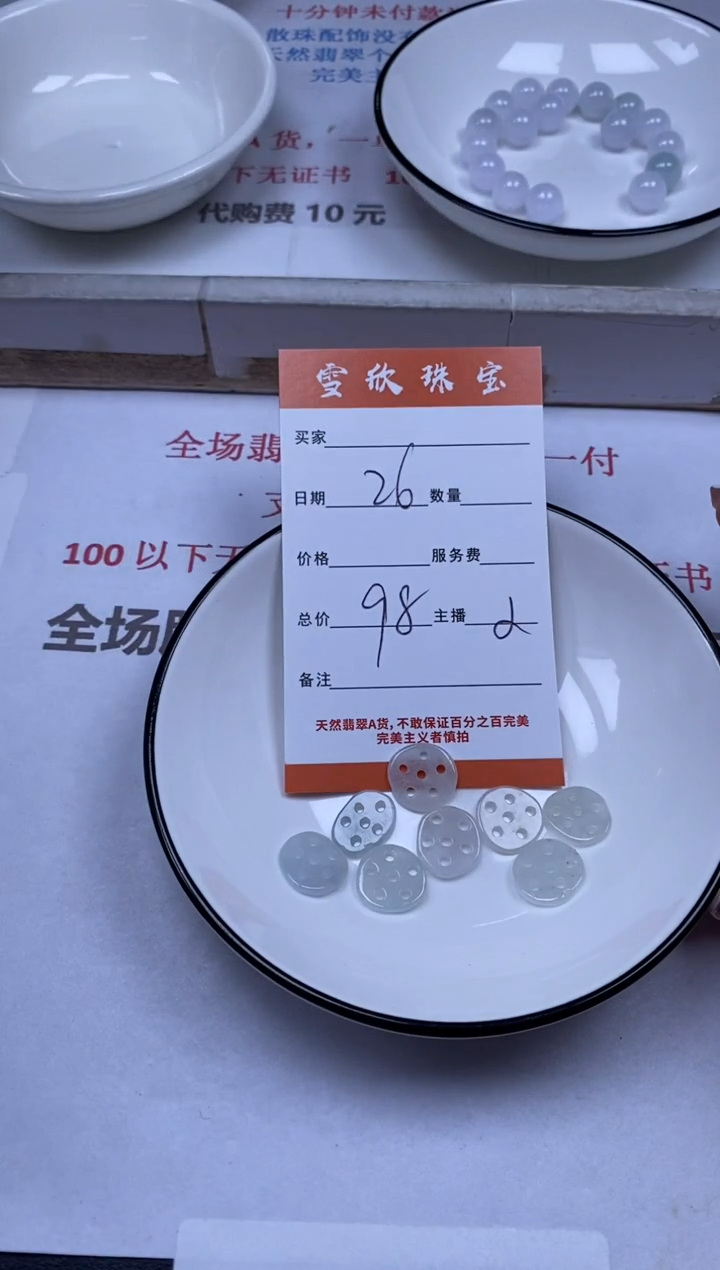 十分钟未付款
散珠配饰没
天然翡翠个
完美主
A货，一
下无证书
代购费 10 元
全场翡
一付
100 以下无
证书
全场
雪欣珠宝
买家
日期 26 数量
价格 服务费
总价 98 主播
备注
天然翡翠A货，不敢保证百分之百完美
完美主义者慎拍